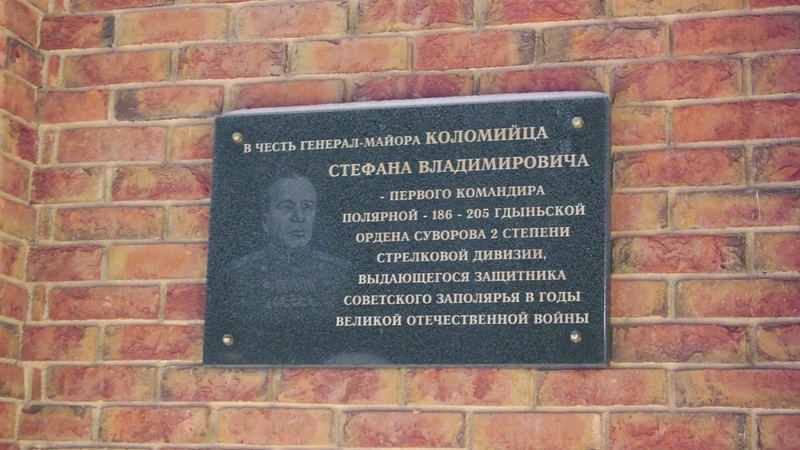 В ЧЕСТЬ ГЕНЕРАЛ-МАЙОРА КОЛОМИЙЦА
СТЕФАНА ВЛАДИМИРОВИЧА
- ПЕРВОГО КОМАНДИРА
ПОЛЯРНОЙ - 186 - 205 ГДЫНЬСКОЙ
ОРДЕНА СУВОРОВА 2 СТЕПЕНИ
СТРЕЛКОВОЙ ДИВИЗИИ,
ВЫДАЮЩЕГОСЯ ЗАЩИТНИКА
СОВЕТСКОГО ЗАПОЛЯРЬЯ В ГОДЫ
ВЕЛИКОЙ ОТЕЧЕСТВЕННОЙ ВОЙНЫ